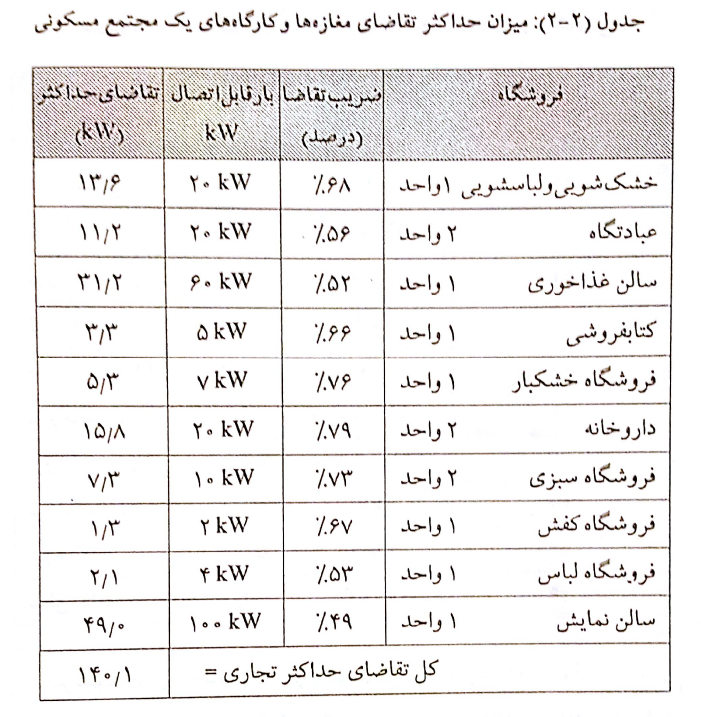 جدول (۲-۲): میزان حداکثر تقاضای مغازه‌ها و کارگاه‌های یک مجتمع مسکونی
فروشگاه ضریب تقاضا (درصد) بار قابل اتصال kW تقاضای حداکثر (kW)
خشک‌شویی و لباسشویی ۱ واحد ٪۶۸ ۲۰ kW ۱۳/۶
عبادتگاه ۲ واحد ٪۵۶ ۲۰ kW ۱۱/۲
سالن غذاخوری ۱ واحد ٪۵۲ ۶۰ kW ۳۱/۲
کتابفروشی ۱ واحد ٪۶۶ ۵ kW ۳/۳
فروشگاه خشکبار ۱ واحد ٪۷۶ ۷ kW ۵/۳
داروخانه ۲ واحد ٪۷۹ ۲۰ kW ۱۵/۸
فروشگاه سبزی ۲ واحد ٪۷۳ ۱۰ kW ۷/۳
فروشگاه کفش ۱ واحد ٪۶۷ ۲ kW ۱/۳
فروشگاه لباس ۱ واحد ٪۵۳ ۴ kW ۲/۱
سالن نمایش ۱ واحد ٪۴۹ ۱۰۰ kW ۴۹/۰
کل تقاضای حداکثر تجاری = ۱۴۰/۱